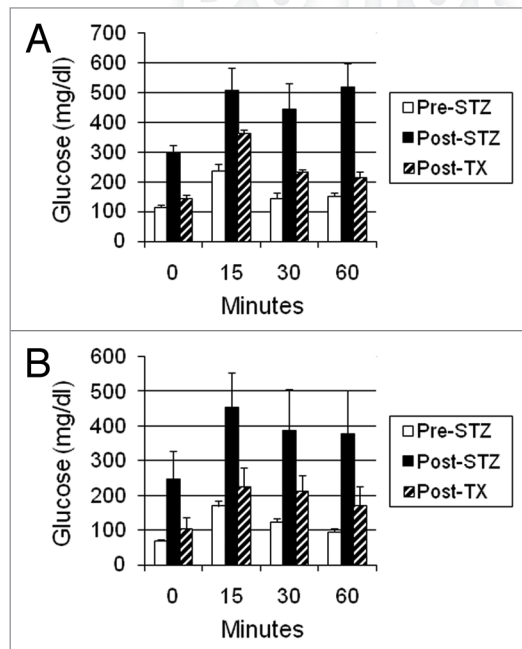 A
Glucose (mg/dl)
700
600
500
400
300
200
100
0
0 15 30 60
Minutes
Pre-STZ
Post-STZ
Post-TX
B
Glucose (mg/dl)
600
500
400
300
200
100
0
0 15 30 60
Minutes
Pre-STZ
Post-STZ
Post-TX